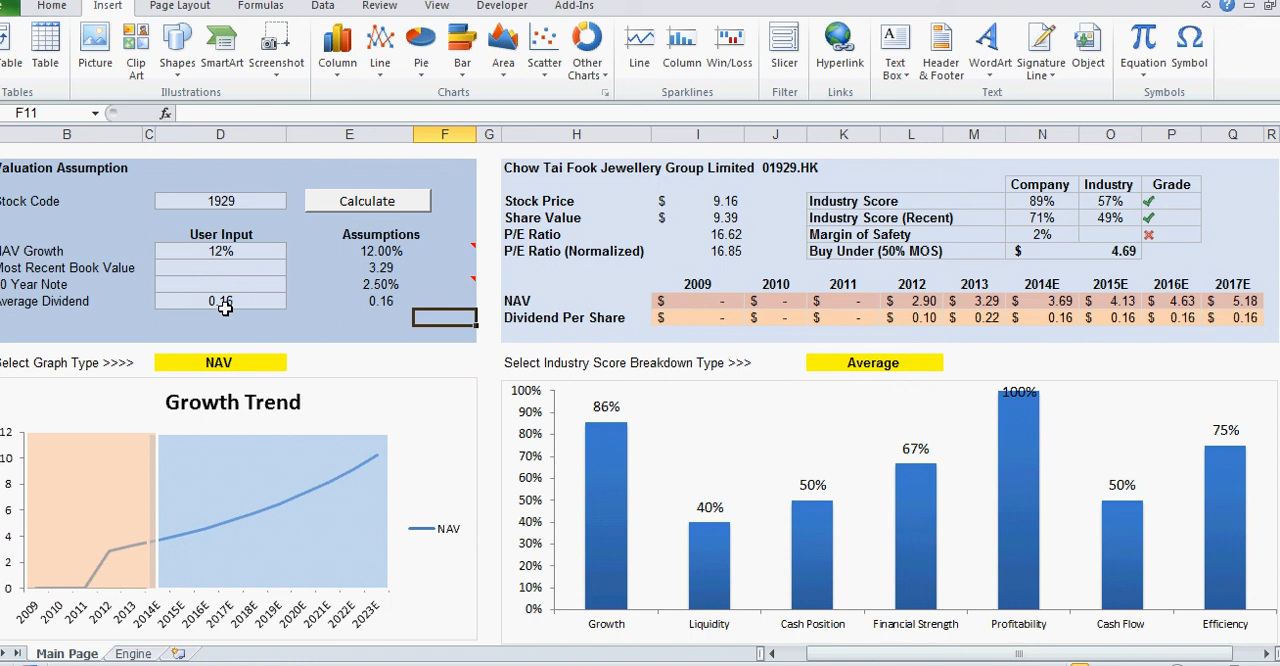 Home Insert Page Layout Formulas Data Review View Developer Add-Ins
Table Picture Clip Art Shapes SmartArt Screenshot Column Line Pie Bar Area Scatter Other Charts Line Column Win/Loss Slicer Hyperlink Text Box Header & Footer WordArt Signature Line Object Equation Symbol
Tables Illustrations Charts Sparklines Filter Links Text Symbols
F11 fx
B C D E F G H I J K L M N O P Q R
Valuation Assumption Chow Tai Fook Jewellery Group Limited 01929.HK
Company Industry Grade
Stock Code 1929 Calculate Stock Price $ 9.16 Industry Score 89% 57%
Share Value $ 9.39 Industry Score (Recent) 71% 49%
User Input Assumptions P/E Ratio 16.62 Margin of Safety 2%
NAV Growth 12% 12.00% P/E Ratio (Normalized) 16.85 Buy Under (50% MOS) $ 4.69
Most Recent Book Value 3.29
10 Year Note 2.50% 2009 2010 2011 2012 2013 2014E 2015E 2016E 2017E
Average Dividend 0.16 0.16 NAV $ - $ - $ - $ 2.90 $ 3.29 $ 3.69 $ 4.13 $ 4.63 $ 5.18
Dividend Per Share $ - $ - $ - $ 0.10 $ 0.22 $ 0.16 $ 0.16 $ 0.16 $ 0.16
Select Graph Type >>>> NAV Select Industry Score Breakdown Type >>> Average
Growth Trend
12
10
8
6
4
2
0
2009 2010 2011 2012 2013 2014E 2015E 2016E 2017E 2018E 2019E 2020E 2021E 2022E 2023E
NAV
100%
90%
80%
70%
60%
50%
40%
30%
20%
10%
0%
86% 40% 50% 67% 100% 50% 75%
Growth Liquidity Cash Position Financial Strength Profitability Cash Flow Efficiency
Main Page Engine